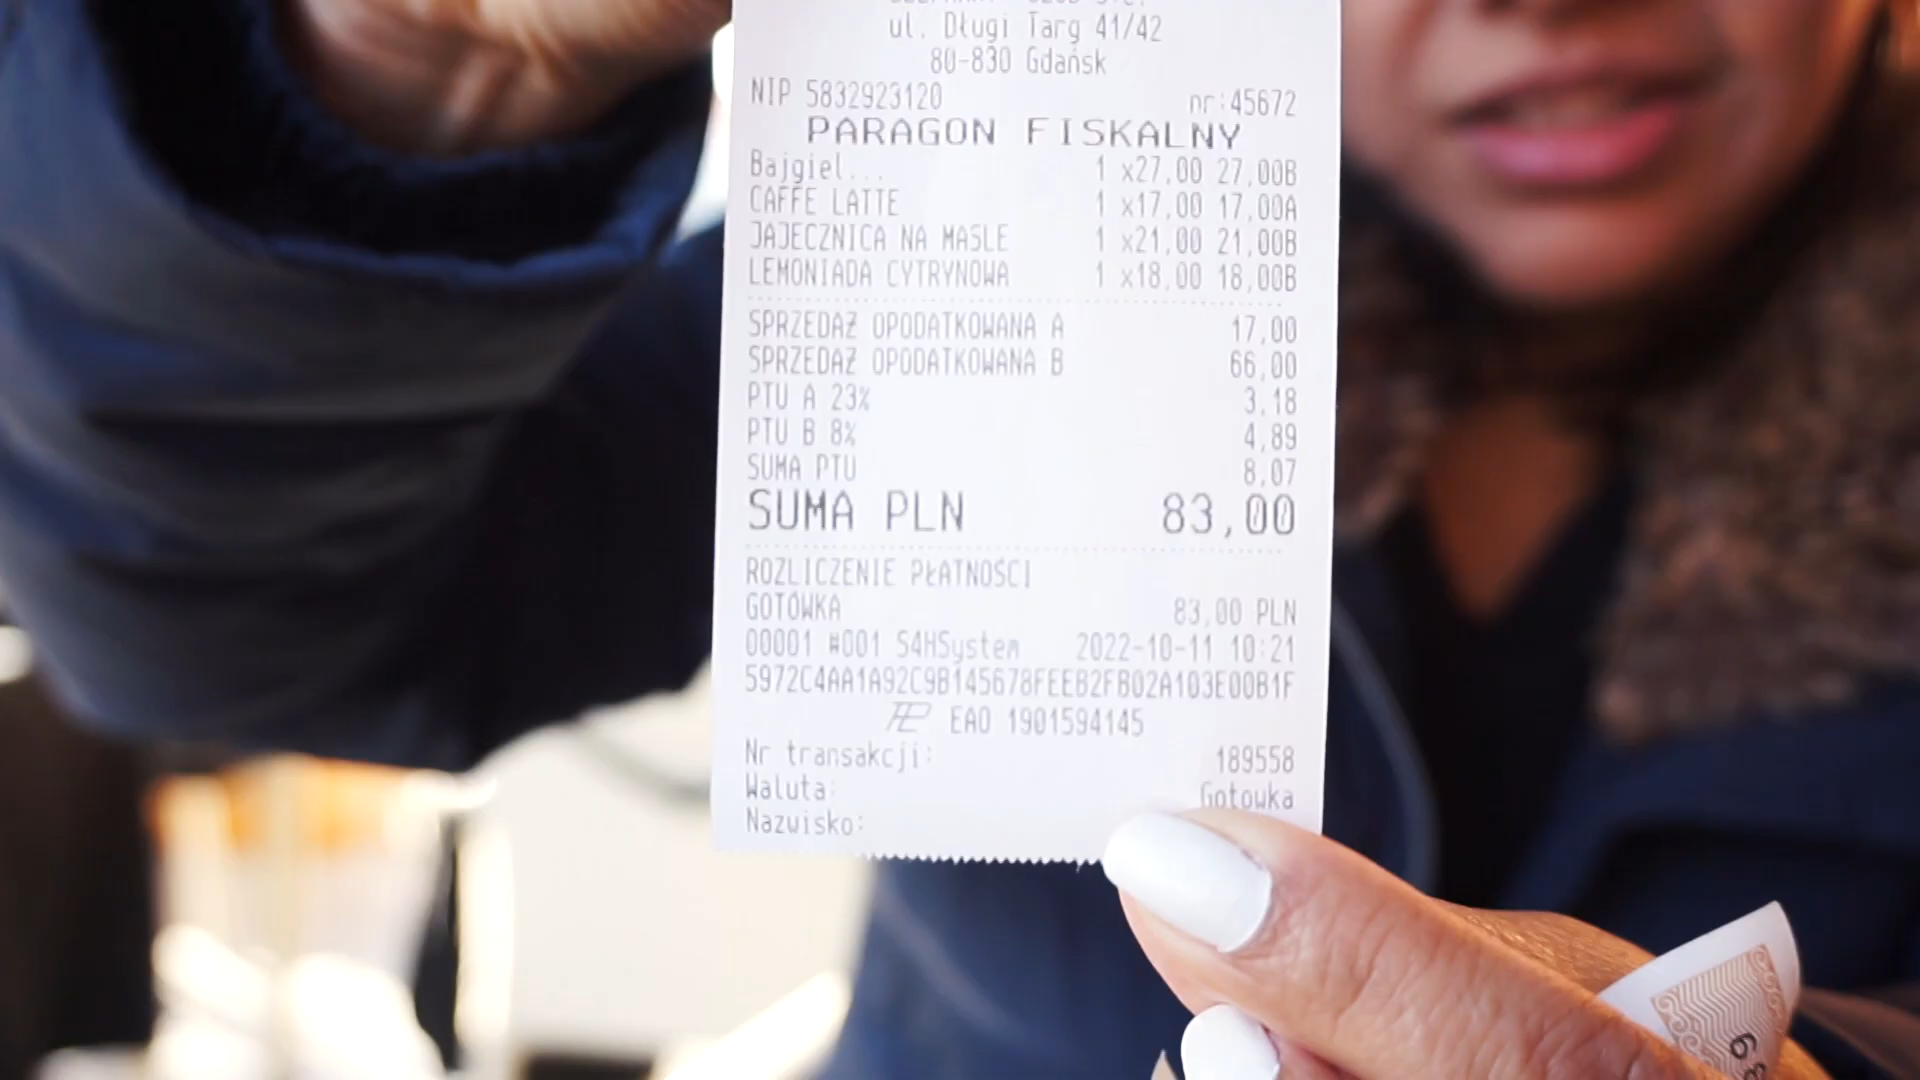 ul. Długi Targ 41/42
80-830 Gdańsk
NIP 5832923120 nr:45672
PARAGON FISKALNY
Bajgiel... 1 x27,00 27,00B
CAFFE LATTE 1 x17,00 17,00A
JAJECZNICA NA MAŚLE 1 x21,00 21,00B
LEMONIADA CYTRYNOWA 1 x18,00 18,00B
SPRZEDAŻ OPODATKOWANA A 17,00
SPRZEDAŻ OPODATKOWANA B 66,00
PTU A 23% 3,18
PTU B 8% 4,89
SUMA PTU 8,07
SUMA PLN 83,00
ROZLICZENIE PŁATNOŚCI
GOTÓWKA 83,00 PLN
00001 #001 S4HSystem 2022-10-11 10:21
5972C4AA1A92C9B145678FEEB2FB02A103E00B1F
EAO 1901594145
Nr transakcji: 189558
Waluta: Gotowka
Nazwisko:
68